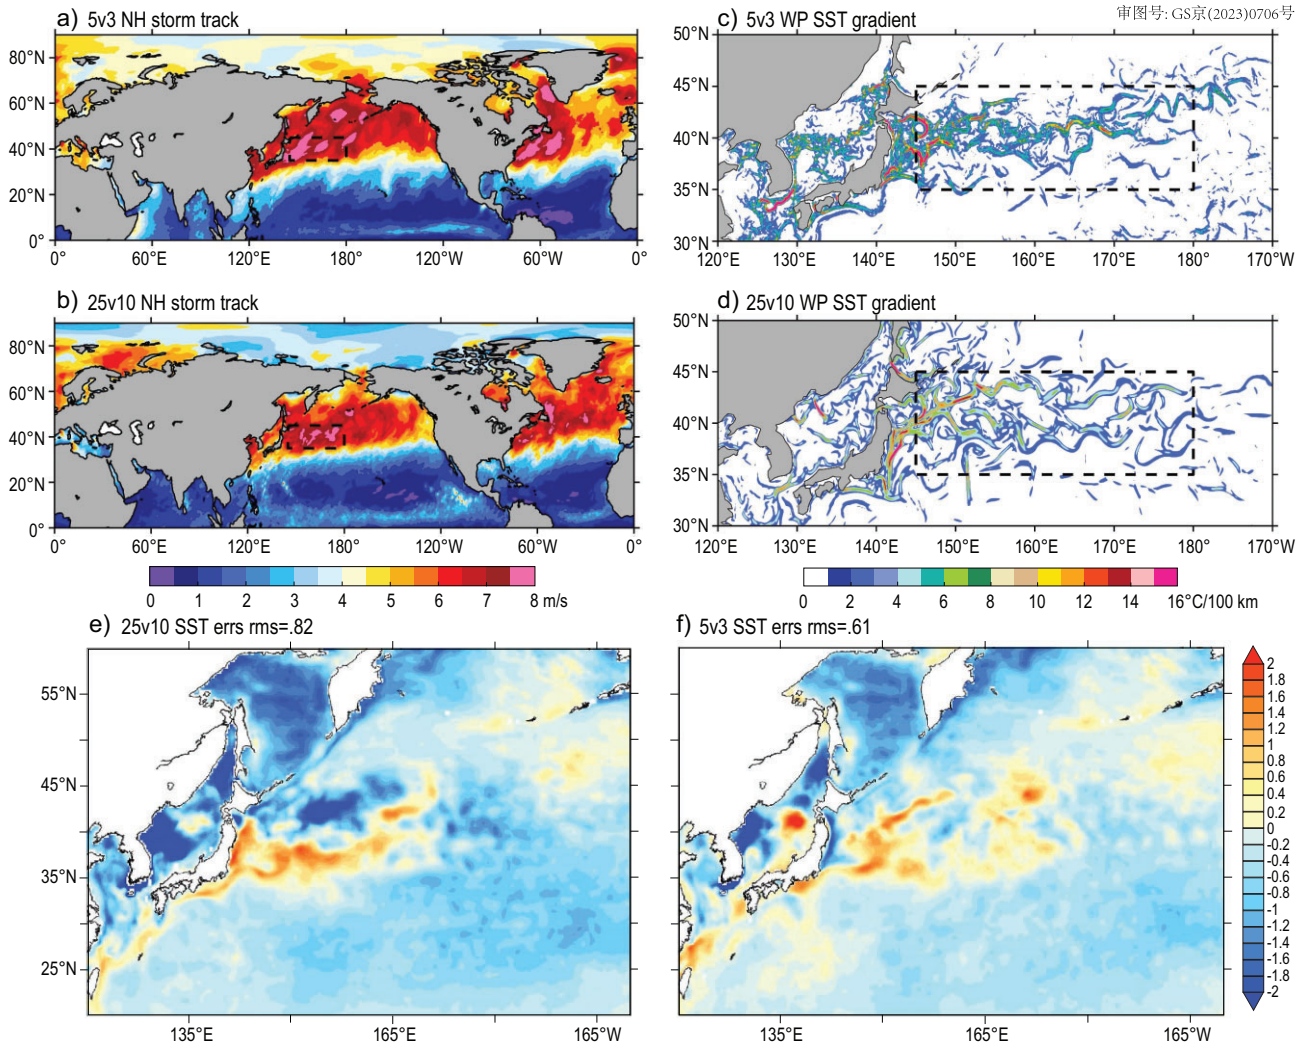 审图号: GS京(2023)0706号
a) 5v3 NH storm track
80°N
60°N
40°N
20°N
0°
0° 60°E 120°E 180° 120°W 60°W 0°
c) 5v3 WP SST gradient
50°N
45°N
40°N
35°N
30°N
120°E 130°E 140°E 150°E 160°E 170°E 180° 170°W
b) 25v10 NH storm track
80°N
60°N
40°N
20°N
0°
0° 60°E 120°E 180° 120°W 60°W 0°
0 1 2 3 4 5 6 7 8 m/s
d) 25v10 WP SST gradient
50°N
45°N
40°N
35°N
30°N
120°E 130°E 140°E 150°E 160°E 170°E 180° 170°W
0 2 4 6 8 10 12 14 16°C/100 km
e) 25v10 SST errs rms=.82
55°N
45°N
35°N
25°N
135°E 165°E 165°W
f) 5v3 SST errs rms=.61
135°E 165°E 165°W
2
1.8
1.6
1.4
1.2
1
0.8
0.6
0.4
0.2
0
-0.2
-0.4
-0.6
-0.8
-1
-1.2
-1.4
-1.6
-1.8
-2